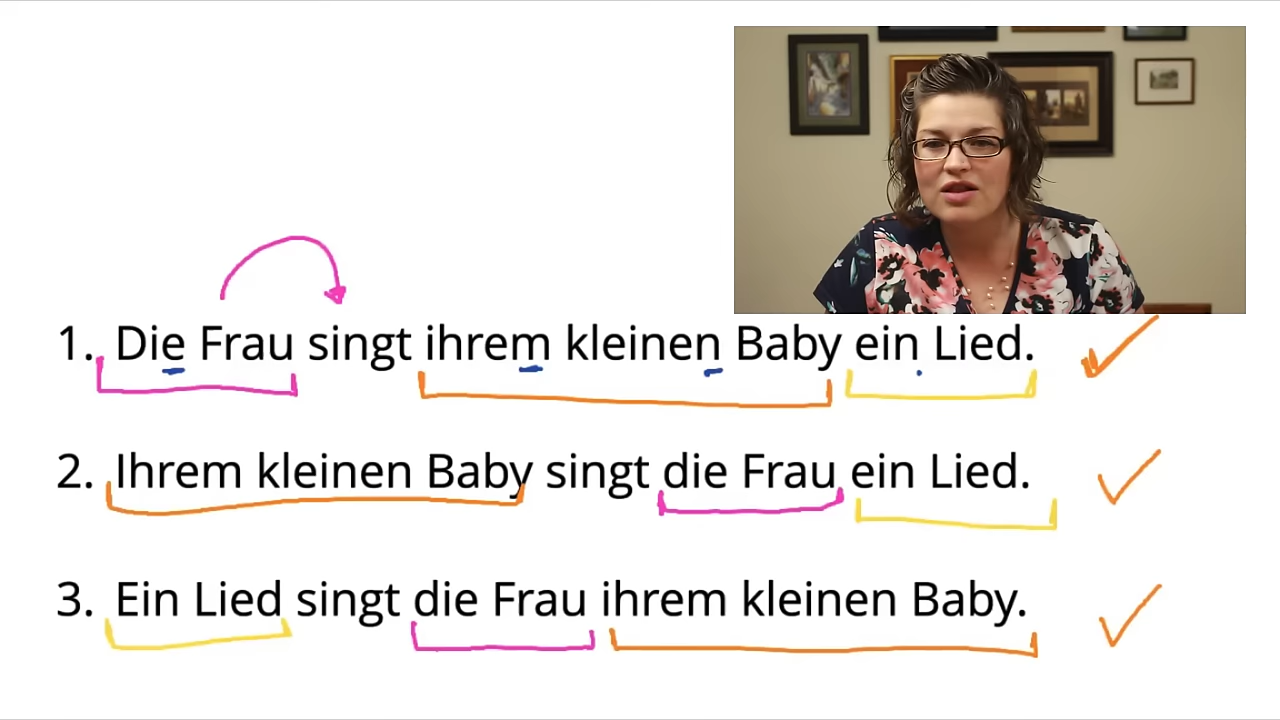 1. Die Frau singt ihrem kleinen Baby ein Lied.
2. Ihrem kleinen Baby singt die Frau ein Lied.
3. Ein Lied singt die Frau ihrem kleinen Baby.